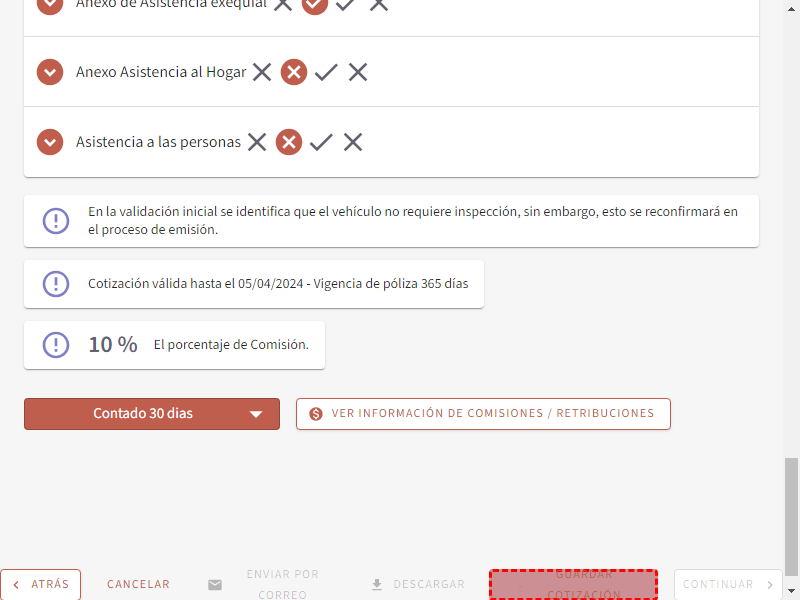 Anexo de Asistencia exequial
Anexo Asistencia al Hogar
Asistencia a las personas
En la validación inicial se identifica que el vehículo no requiere inspección, sin embargo, esto se reconfirmará en
el proceso de emisión.
Cotización válida hasta el 05/04/2024 - Vigencia de póliza 365 días
10 % El porcentaje de Comisión.
Contado 30 dias
VER INFORMACIÓN DE COMISIONES / RETRIBUCIONES
ATRÁS
CANCELAR
ENVIAR POR
CORREO
DESCARGAR
GUARDAR
COTIZACIÓN
CONTINUAR